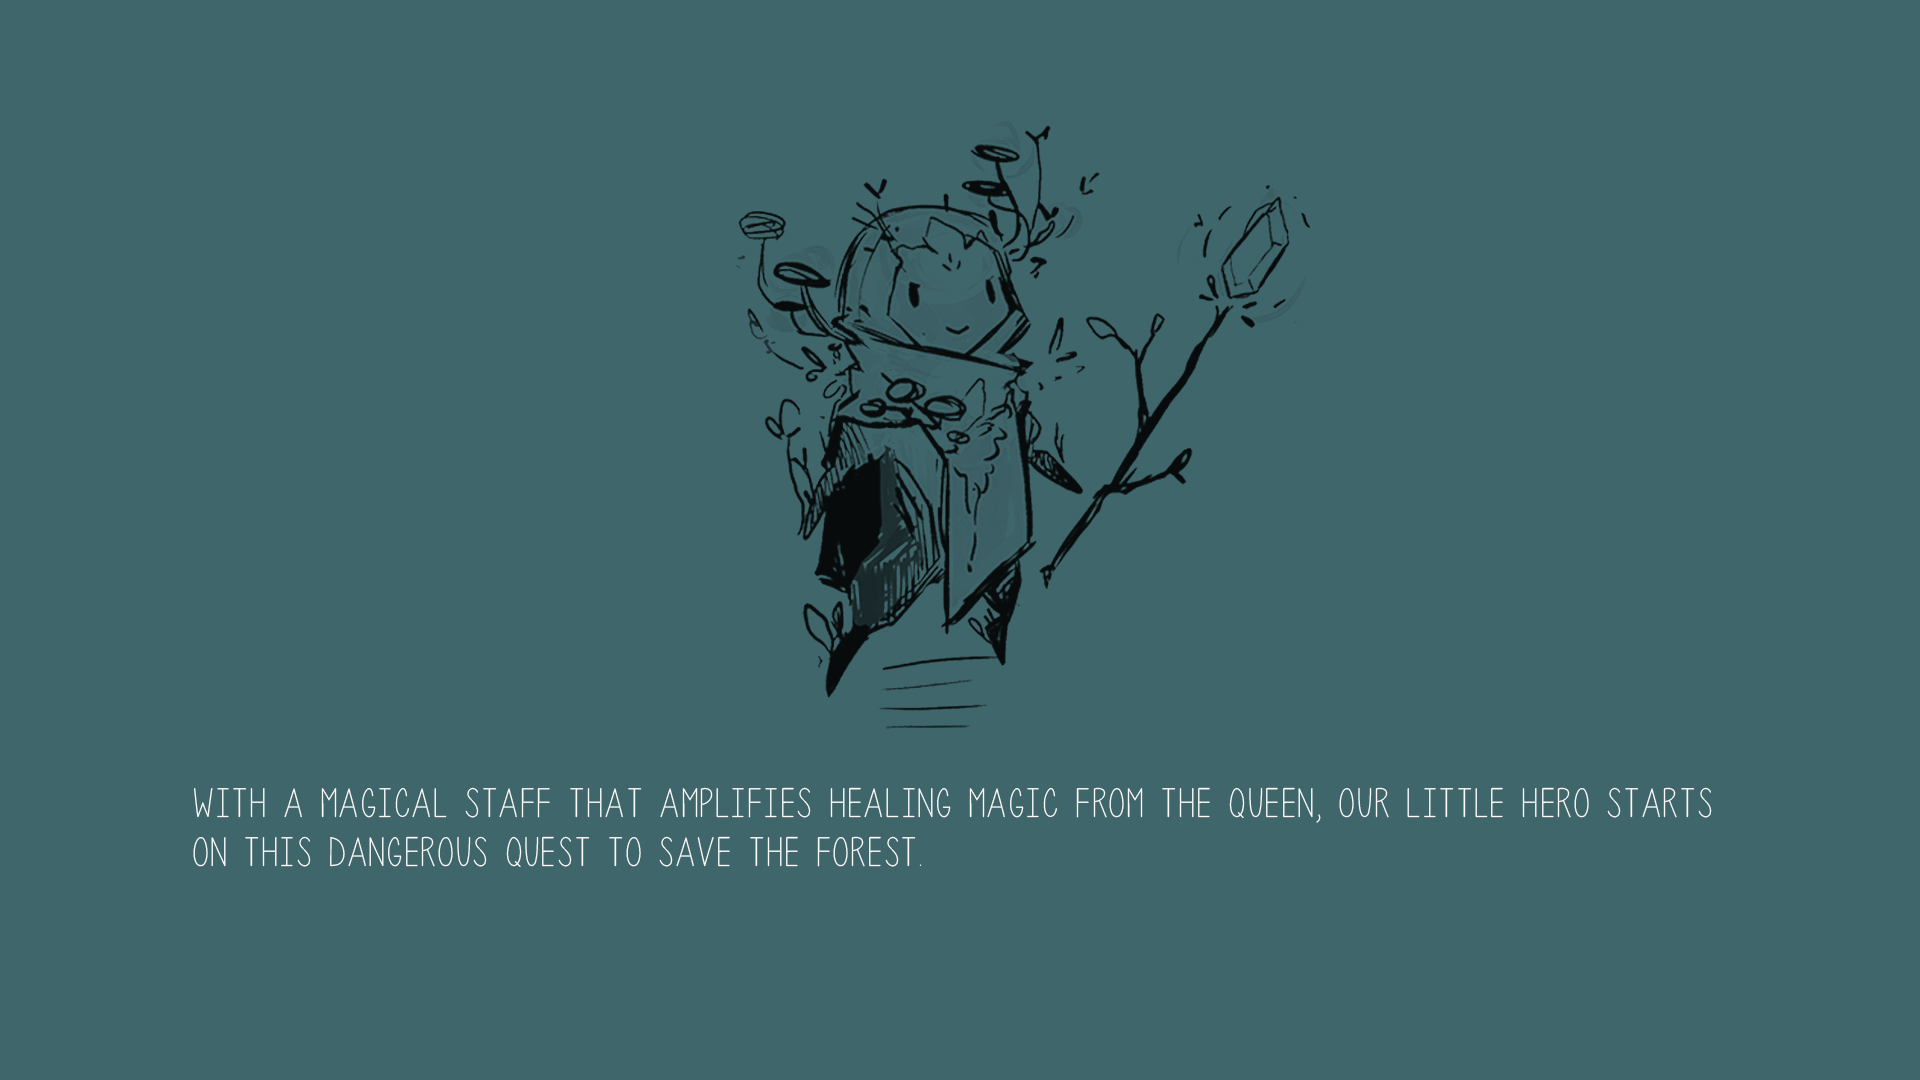 WITH A MAGICAL STAFF THAT AMPLIFIES HEALING MAGIC FROM THE QUEEN, OUR LITTLE HERO STARTS
ON THIS DANGEROUS QUEST TO SAVE THE FOREST.